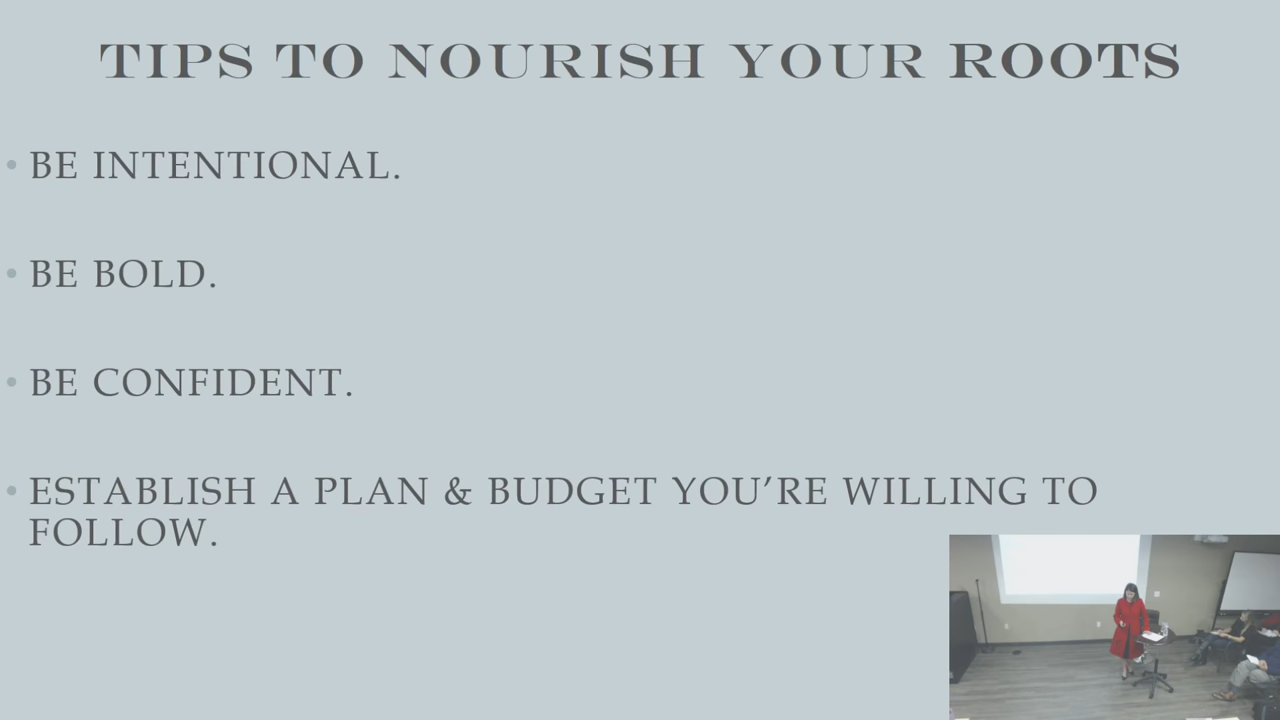 TIPS TO NOURISH YOUR ROOTS
• BE INTENTIONAL.
• BE BOLD.
• BE CONFIDENT.
• ESTABLISH A PLAN & BUDGET YOU’RE WILLING TO
FOLLOW.